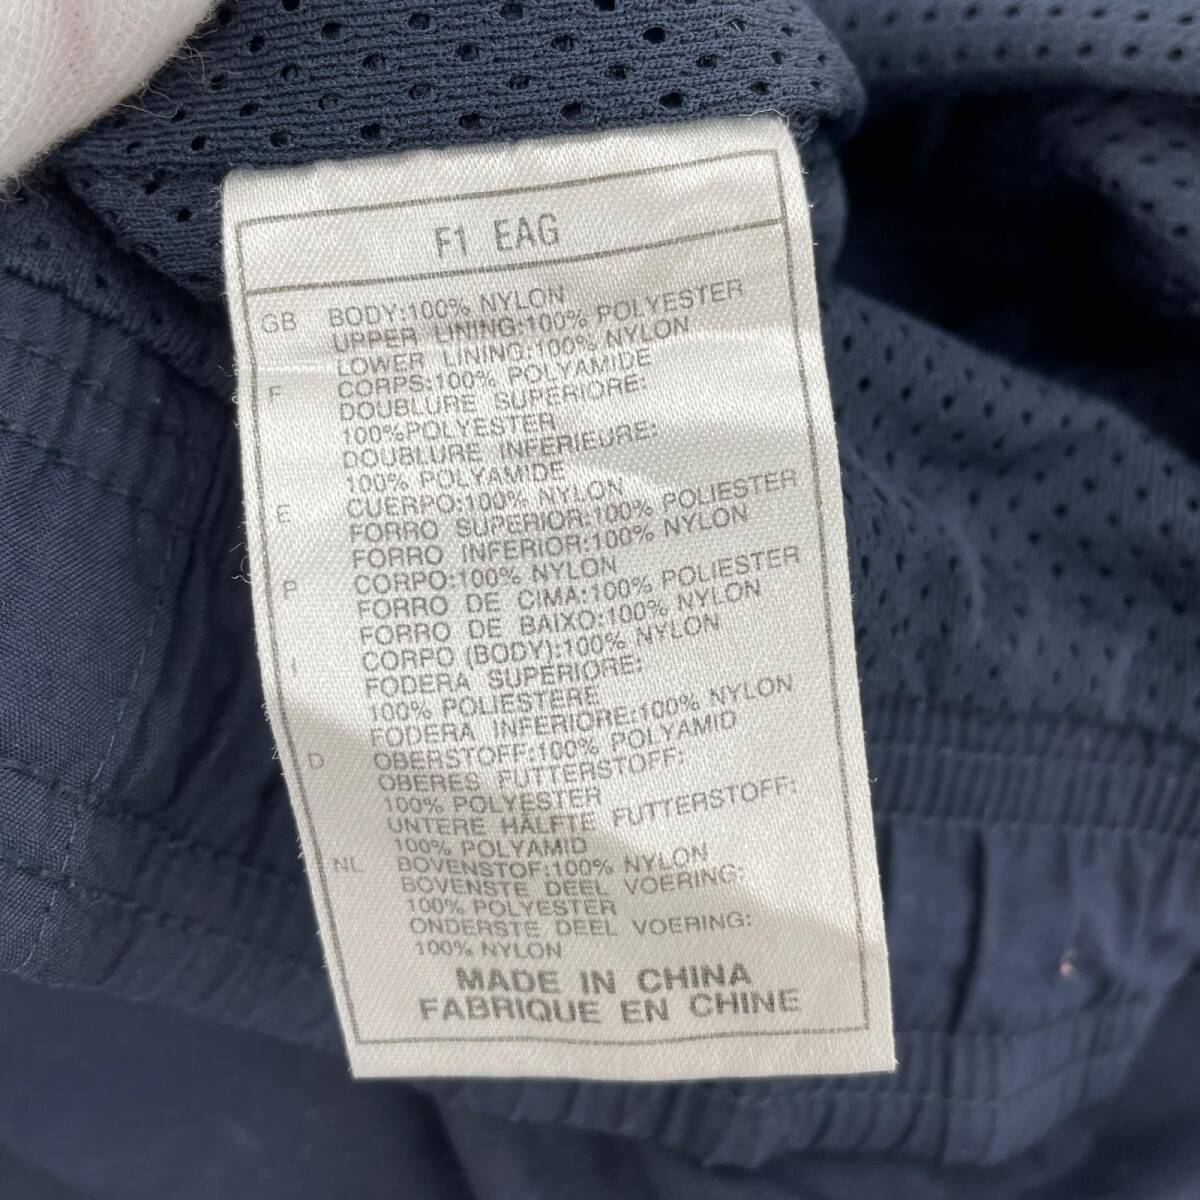 F1 EAG
GB BODY:100% NYLON
UPPER LINING:100% POLYESTER
LOWER LINING:100% NYLON
F CORPS:100% POLYAMIDE
DOUBLURE SUPERIORE:
100%POLYESTER
DOUBLURE INFERIEURE:
100% POLYAMIDE
E CUERPO:100% NYLON
FORRO SUPERIOR:100% POLIESTER
FORRO INFERIOR:100% NYLON
P CORPO:100% NYLON
FORRO DE CIMA:100% POLIESTER
FORRO DE BAIXO:100% NYLON
I CORPO (BODY):100% NYLON
FODERA SUPERIORE:
100% POLIESTERE
FODERA INFERIORE:100% NYLON
D OBERSTOFF:100% POLYAMID
OBERES FUTTERSTOFF:
100% POLYESTER
UNTERE HÄLFTE FUTTERSTOFF:
100% POLYAMID
NL BOVENSTOF:100% NYLON
BOVENSTE DEEL VOERING:
100% POLYESTER
ONDERSTE DEEL VOERING:
100% NYLON
MADE IN CHINA
FABRIQUE EN CHINE